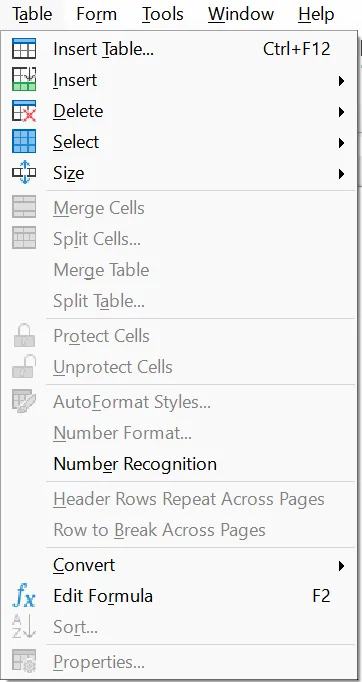 Table Form Tools Window Help
Insert Table... Ctrl+F12
Insert
Delete
Select
Size
Merge Cells
Split Cells...
Merge Table
Split Table...
Protect Cells
Unprotect Cells
AutoFormat Styles...
Number Format...
Number Recognition
Header Rows Repeat Across Pages
Row to Break Across Pages
Convert
Edit Formula F2
Sort...
Properties...